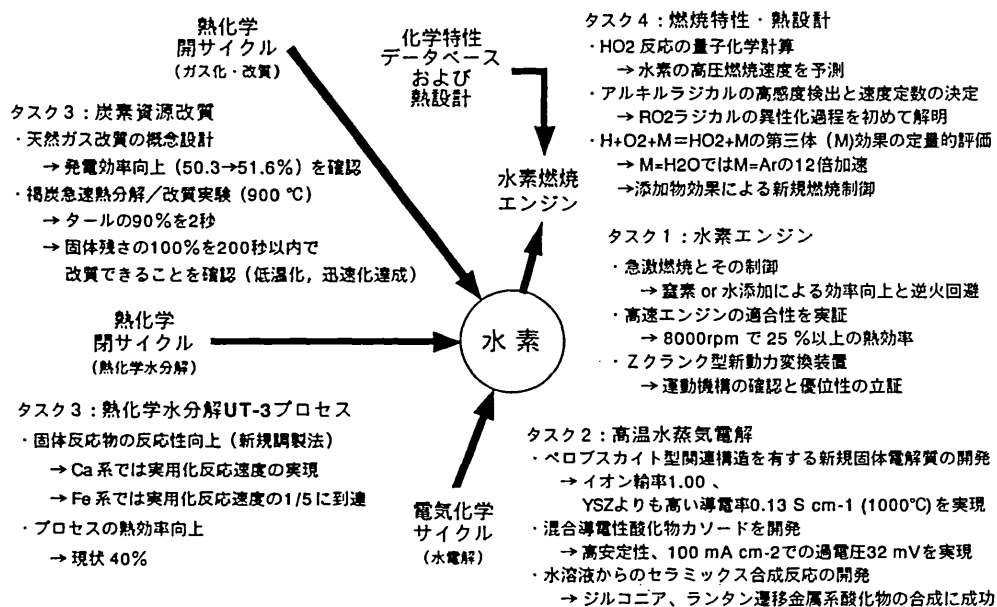 熱化学
開サイクル
(ガス化・改質)
化学特性
データベース
および
熱設計
タスク4：燃焼特性・熱設計
・HO2 反応の量子化学計算
→ 水素の高圧燃焼速度を予測
・アルキルラジカルの高感度検出と速度定数の決定
→ RO2ラジカルの異性化過程を初めて解明
・H+O2+M＝HO2+Mの第三体（M)効果の定量的評価
→ M=H2OではM=Arの12倍加速
→添加物効果による新規燃焼制御
タスク3：炭素資源改質
・天然ガス改質の概念設計
→ 発電効率向上（50.3→51.6％）を確認
・褐炭急速熱分解／改質実験（900 ℃）
→ タールの90％を2秒
→ 固体残さの100％を200秒以内で
改質できることを確認（低温化，迅速化達成）
水素燃焼
エンジン
タスク1：水素エンジン
・急激燃焼とその制御
→ 窒素 or 水添加による効率向上と逆火回避
・高速エンジンの適合性を実証
→ 8000rpm で 25 ％以上の熱効率
・・Zクランク型新動力変換装置
→運動機構の確認と優位性の立証
熱化学
閉サイクル
(熱化学水分解)
水 素
タスク3：熱化学水分解UT-3プロセス
・固体反応物の反応性向上（新規調製法）
→ Ca 系では実用化反応速度の実現
→ Fe 系では実用化反応速度の1/5に到達
・プロセスの熱効率向上
→ 現状 40％
電気化学
サイクル
(水電解)
タスク2：高温水蒸気電解
・ペロブスカイト型関連構造を有する新規固体電解質の開発
→ イオン輸率1.00 、
YSZよりも高い導電率0.13 S cm-1 (1000℃)を実現
・混合導電性酸化物カソードを開発
→高安定性、100 mA cm-2での過電圧32 mVを実現
・水溶液からのセラミックス合成反応の開発
→ ジルコニア、ランタン遷移金属系酸化物の合成に成功